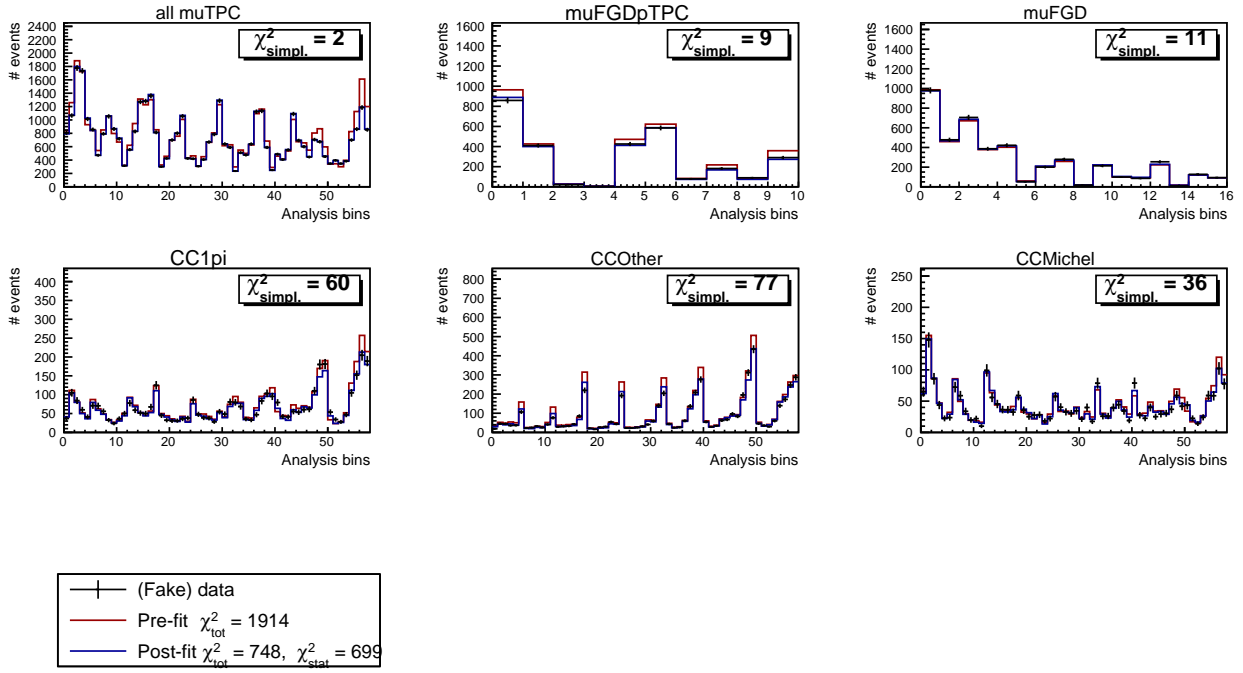 all muTPC
# events
2400
2200
2000
1800
1600
1400
1200
1000
800
600
400
200
0
χ²simpl. = 2
0 10 20 30 40 50
Analysis bins
muFGDpTPC
# events
1600
1400
1200
1000
800
600
400
200
0
χ²simpl. = 9
0 1 2 3 4 5 6 7 8 9 10
Analysis bins
muFGD
# events
1600
1400
1200
1000
800
600
400
200
0
χ²simpl. = 11
0 2 4 6 8 10 12 14 16
Analysis bins
CC1pi
# events
400
350
300
250
200
150
100
50
0
χ²simpl. = 60
0 10 20 30 40 50
Analysis bins
CCOther
# events
800
700
600
500
400
300
200
100
0
χ²simpl. = 77
0 10 20 30 40 50
Analysis bins
CCMichel
# events
250
200
150
100
50
0
χ²simpl. = 36
0 10 20 30 40 50
Analysis bins
(Fake) data
Pre-fit χ²tot = 1914
Post-fit χ²tot = 748, χ²stat = 699